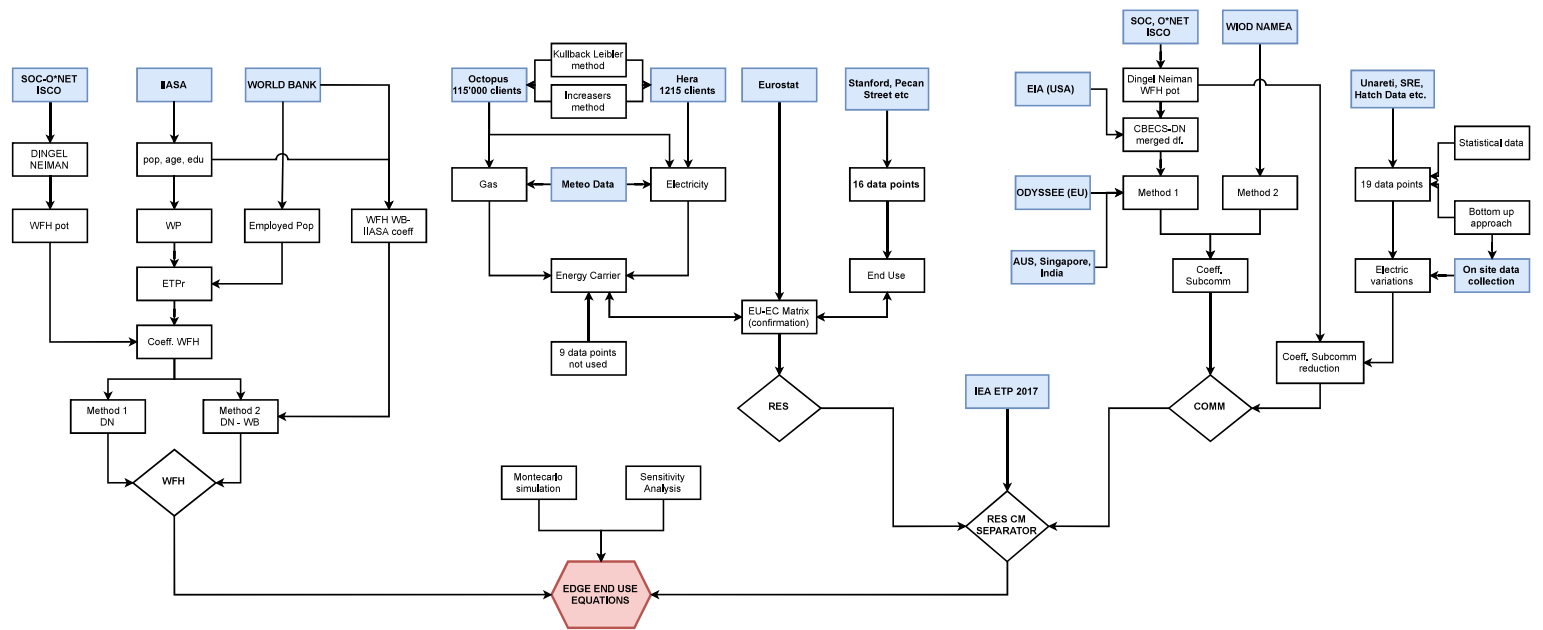 SOC-O*NET
ISCO
IIASA
WORLD BANK
DINGEL
NEIMAN
pop, age, edu
WFH pot
WP
Employed Pop
WFH WB-
IIASA coeff
ETPr
Coeff. WFH
Method 1
DN
Method 2
DN - WB
WFH
Kullback Leibler
method
Octopus
115'000 clients
Increasers
method
Hera
1215 clients
Eurostat
Stanford, Pecan
Street etc
Gas
Meteo Data
Electricity
16 data points
Energy Carrier
End Use
EU-EC Matrix
(confirmation)
9 data points
not used
RES
Montecarlo
simulation
Sensitivity
Analysis
EDGE END USE
EQUATIONS
SOC, O*NET
ISCO
WIOD NAMEA
EIA (USA)
Dingel Neiman
WFH pot
Unareti, SRE,
Hatch Data etc.
CBECS-DN
merged df.
Statistical data
ODYSSEE (EU)
Method 1
Method 2
19 data points
Bottom up
approach
AUS, Singapore,
India
Coeff.
Subcomm
Electric
variations
On site data
collection
Coeff. Subcomm
reduction
IEA ETP 2017
COMM
RES CM
SEPARATOR